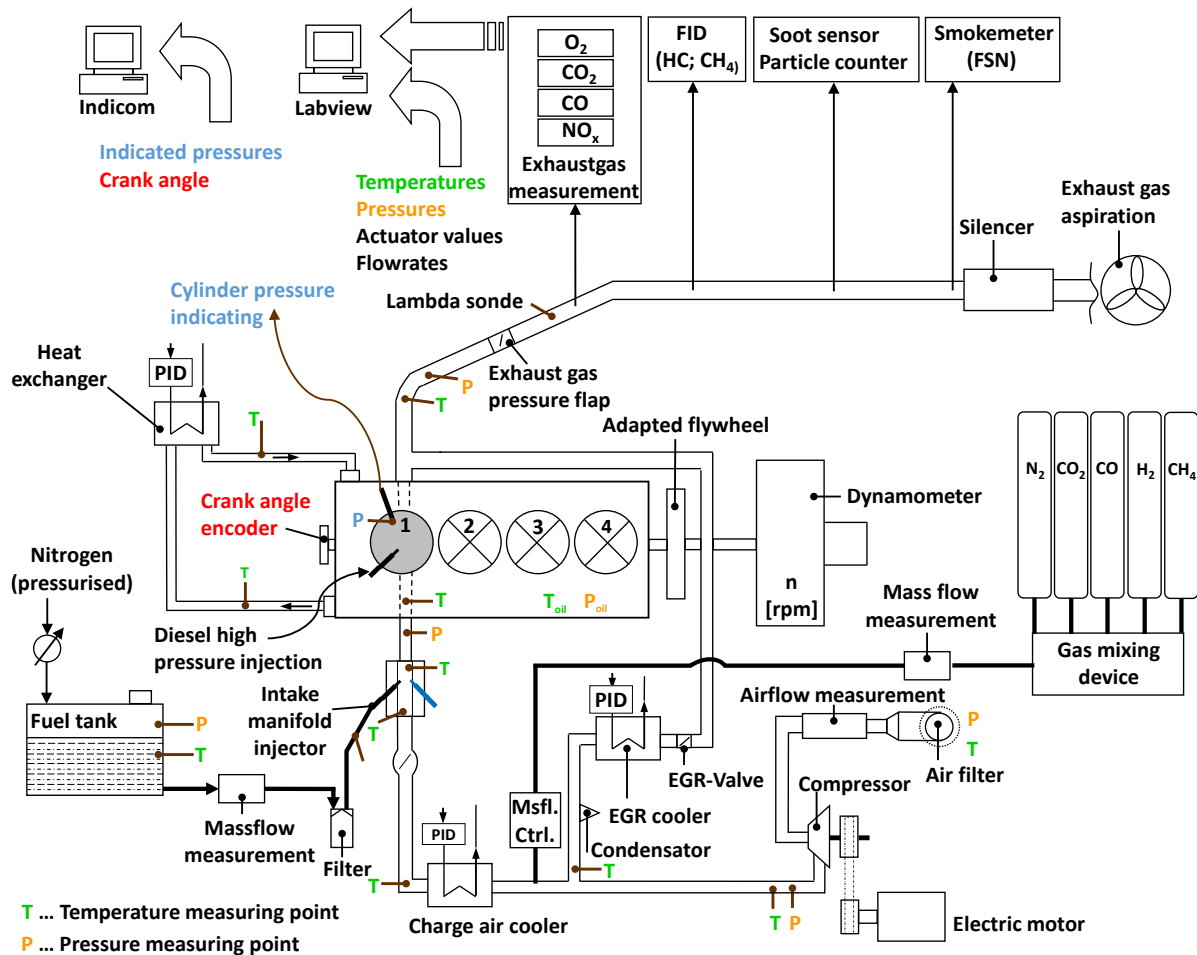 Indicom
Indicated pressures
Crank angle
Labview
Temperatures
Pressures
Actuator values
Flowrates
O2
CO2
CO
NOx
Exhaustgas
measurement
FID
(HC; CH4)
Soot sensor
Particle counter
Smokemeter
(FSN)
Exhaust gas
aspiration
Silencer
Lambda sonde
Cylinder pressure
indicating
Heat
exchanger
PID
T
P
T
Exhaust gas
pressure flap
Adapted flywheel
Dynamometer
n
[rpm]
N2
CO2
CO
H2
CH4
Gas mixing
device
Mass flow
measurement
Crank angle
encoder
P
1
2
3
4
T
Toil
Poil
T
P
Nitrogen
(pressurised)
Diesel high
pressure injection
Intake
manifold
injector
T
T
Fuel tank
P
T
Massflow
measurement
Filter
PID
EGR cooler
EGR-Valve
Airflow measurement
P
T
Air filter
Compressor
Msfl.
Ctrl.
Condensator
T
PID
T
Charge air cooler
T
P
Electric motor
T ... Temperature measuring point
P ... Pressure measuring point